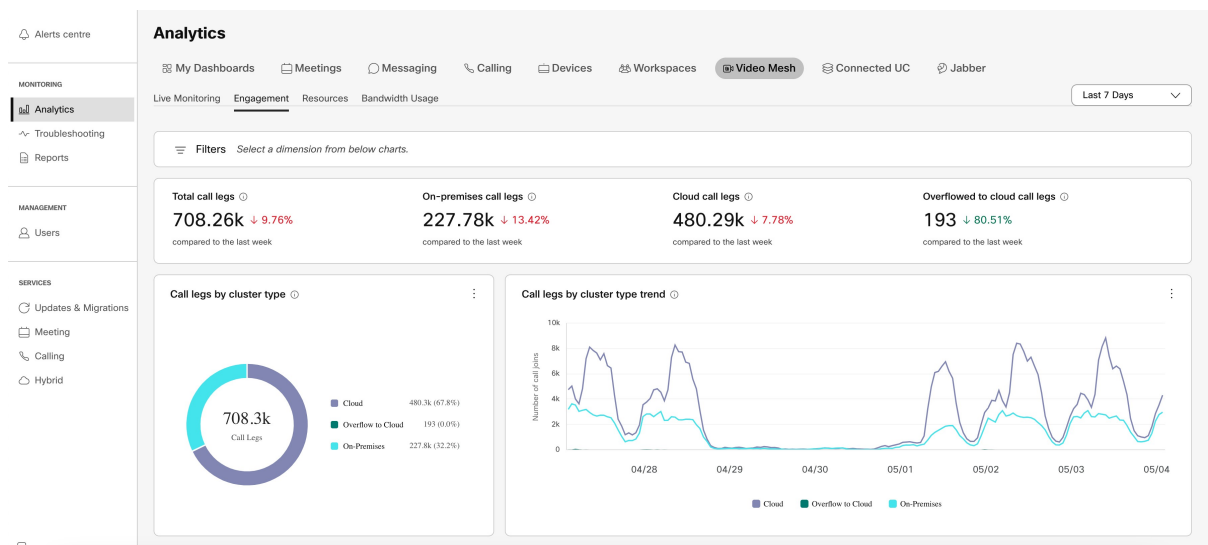 Alerts centre
MONITORING
Analytics
Troubleshooting
Reports
MANAGEMENT
Users
SERVICES
Updates & Migrations
Meeting
Calling
Hybrid
Analytics
My Dashboards Meetings Messaging Calling Devices Workspaces Video Mesh Connected UC Jabber
Live Monitoring Engagement Resources Bandwidth Usage
Last 7 Days
Filters Select a dimension from below charts.
Total call legs
708.26k ↓ 9.76%
compared to the last week
On-premises call legs
227.78k ↓ 13.42%
compared to the last week
Cloud call legs
480.29k ↓ 7.78%
compared to the last week
Overflowed to cloud call legs
193 ↓ 80.51%
compared to the last week
Call legs by cluster type
708.3k
Call Legs
Cloud 480.3k (67.8%)
Overflow to Cloud 193 (0.0%)
On-Premises 227.8k (32.2%)
Call legs by cluster type trend
Number of call joins
10k
8k
6k
4k
2k
0
04/28 04/29 04/30 05/01 05/02 05/03 05/04
Cloud Overflow to Cloud On-Premises